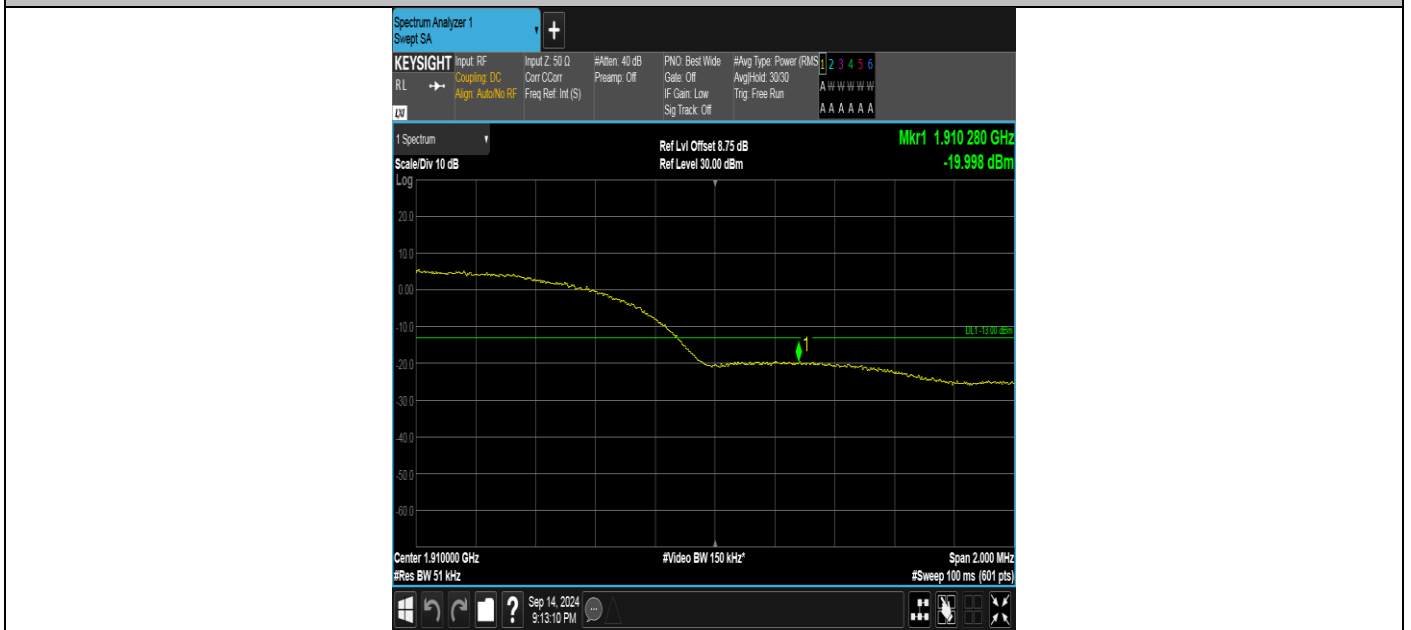 Spectrum Analyzer 1
Swept SA
+
KEYSIGHT
RL
LXI
Input: RF
Coupling: DC
Align: Auto/No RF
Input Z: 50 Ω
Corr CCorr
Freq Ref: Int (S)
#Atten: 40 dB
Preamp: Off
PNO: Best Wide
Gate: Off
IF Gain: Low
Sig Track: Off
#Avg Type: Power (RMS
Avg|Hold: 30/30
Trig: Free Run
1 2 3 4 5 6
A W W W W W
A A A A A A
1 Spectrum
Scale/Div 10 dB
Ref Lvl Offset 8.75 dB
Ref Level 30.00 dBm
Mkr1 1.910 280 GHz
-19.998 dBm
Log
20.0
10.0
0.00
-10.0
-20.0
-30.0
-40.0
-50.0
-60.0
DL1 -13.00 dBm
1
Center 1.910000 GHz
#Video BW 150 kHz*
Span 2.000 MHz
#Res BW 51 kHz
#Sweep 100 ms (601 pts)
?
Sep 14, 2024
9:13:10 PM